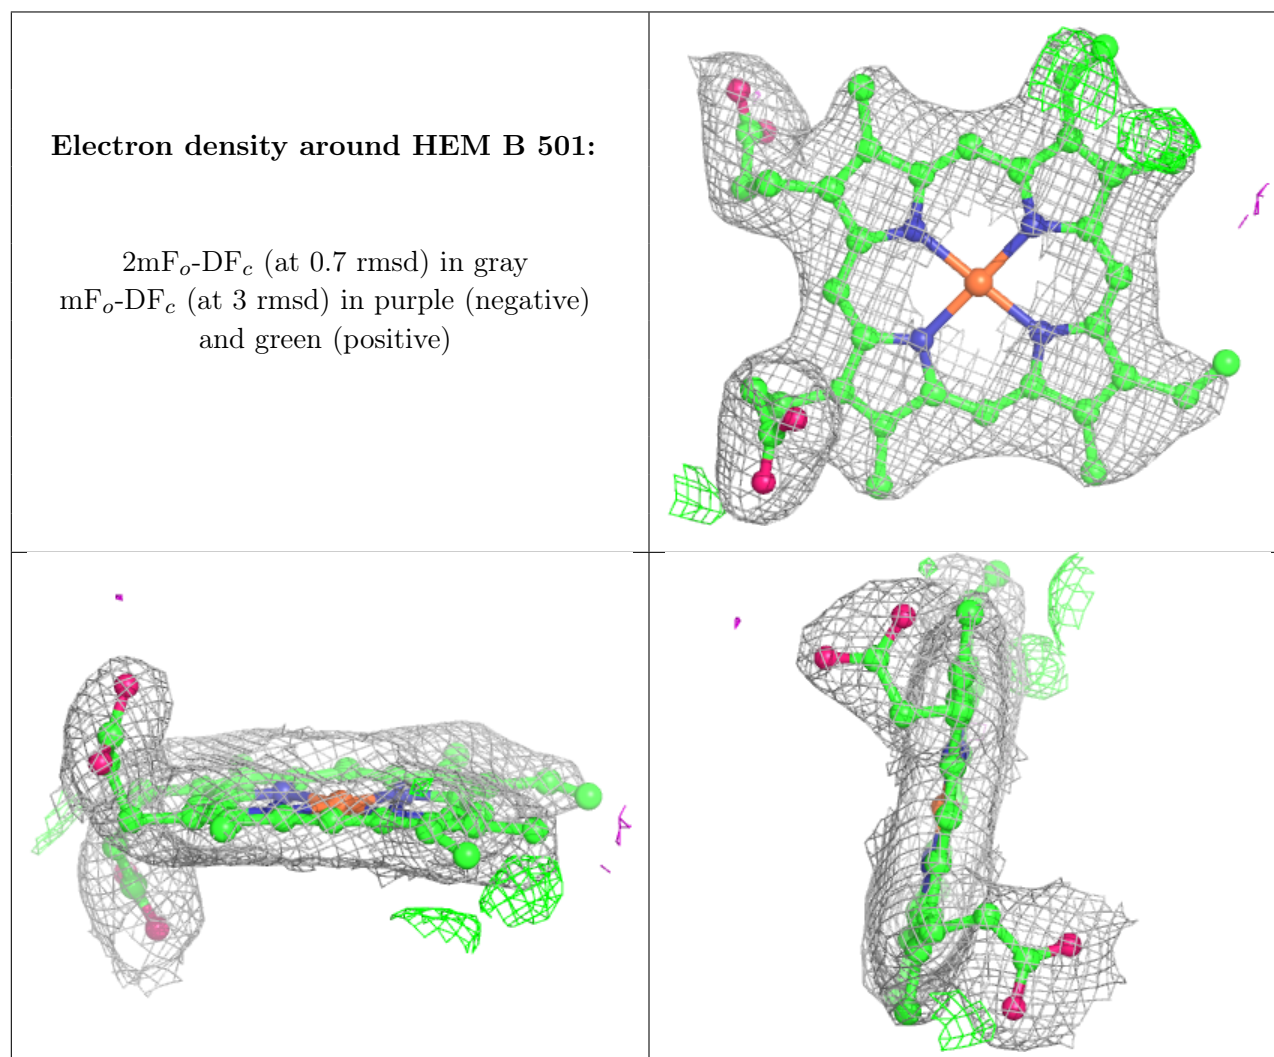 Electron density around HEM B 501:
2mFo-DFc (at 0.7 rmsd) in gray
mFo-DFc (at 3 rmsd) in purple (negative)
and green (positive)